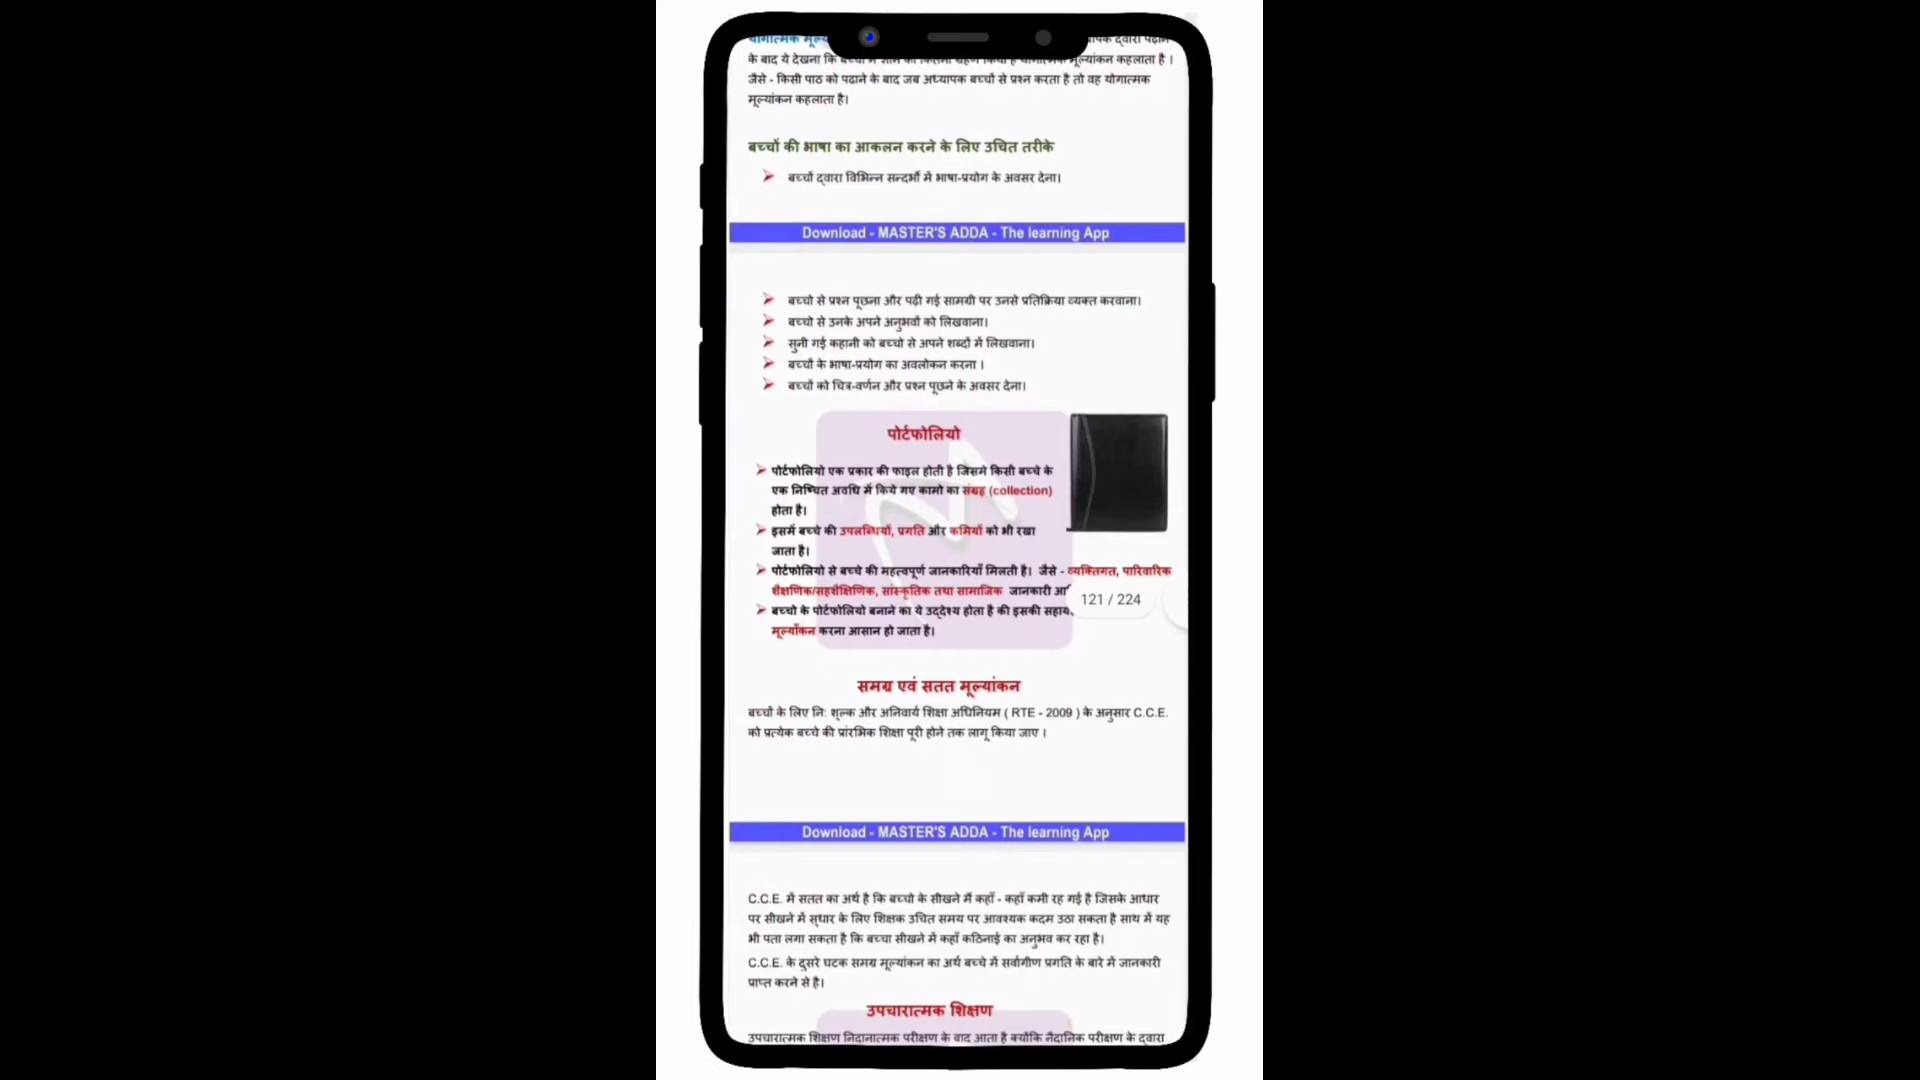 योगात्मक मूल्
के बाद ये देखना कि बच्चों में ज्ञान को कितना ग्रहण किया है योगात्मक मूल्यांकन कहलाता है ।
जैसे - किसी पाठ को पढाने के बाद जब अध्यापक बच्चों से प्रश्न करता है तो वह योगात्मक
मूल्यांकन कहलाता है।
बच्चों की भाषा का आकलन करने के लिए उचित तरीके
➢ बच्चों द्वारा विभिन्न सन्दर्भों में भाषा-प्रयोग के अवसर देना।
Download - MASTER'S ADDA - The learning App
➢ बच्चो से प्रश्न पूछना और पढ़ी गई सामग्री पर उनसे प्रतिक्रिया व्यक्त करवाना।
➢ बच्चो से उनके अपने अनुभवों को लिखवाना।
➢ सुनी गई कहानी को बच्चो से अपने शब्दों में लिखवाना।
➢ बच्चों के भाषा-प्रयोग का अवलोकन करना ।
➢ बच्चों को चित्र-वर्णन और प्रश्न पूछने के अवसर देना।
पोर्टफोलियो
➢ पोर्टफोलियो एक प्रकार की फाइल होती है जिसमे किसी बच्चे के
एक निश्चित अवधि में किये गए कामो का संग्रह (collection)
होता है।
➢ इसमें बच्चे की उपलब्धियों, प्रगति और कमियों को भी रखा
जाता है।
➢ पोर्टफोलियो से बच्चे की महत्वपूर्ण जानकारियाँ मिलती है। जैसे - व्यक्तिगत, पारिवारिक
शैक्षणिक/सहशैक्षिणिक, सांस्कृतिक तथा सामाजिक जानकारी
121 / 224
➢ बच्चो के पोर्टफोलियो बनाने का ये उद्देश्य होता है की इसकी
मूल्याँकन करना आसान हो जाता है।
समग्र एवं सतत मूल्यांकन
बच्चों के लिए नि: शुल्क और अनिवार्य शिक्षा अधिनियम ( RTE - 2009 ) के अनुसार C.C.E.
को प्रत्येक बच्चे की प्रांरभिक शिक्षा पूरी होने तक लागू किया जाए ।
Download - MASTER'S ADDA - The learning App
C.C.E. में सतत का अर्थ है कि बच्चो के सीखने मैं कहाँ - कहाँ कमी रह गई है जिसके आधार
पर सीखने में सुधार के लिए शिक्षक उचित समय पर आवश्यक कदम उठा सकता है साथ में यह
भी पता लगा सकता है कि बच्चा सीखने में कहाँ कठिनाई का अनुभव कर रहा है।
C.C.E. के दुसरे घटक समग्र मूल्यांकन का अर्थ बच्चे में सर्वागीण प्रगति के बारे में जानकारी
प्राप्त करने से है।
उपचारात्मक शिक्षण
उपचारात्मक शिक्षण निदानात्मक परीक्षण के बाद आता है क्योंकि नैदानिक परीक्षण के द्वारा